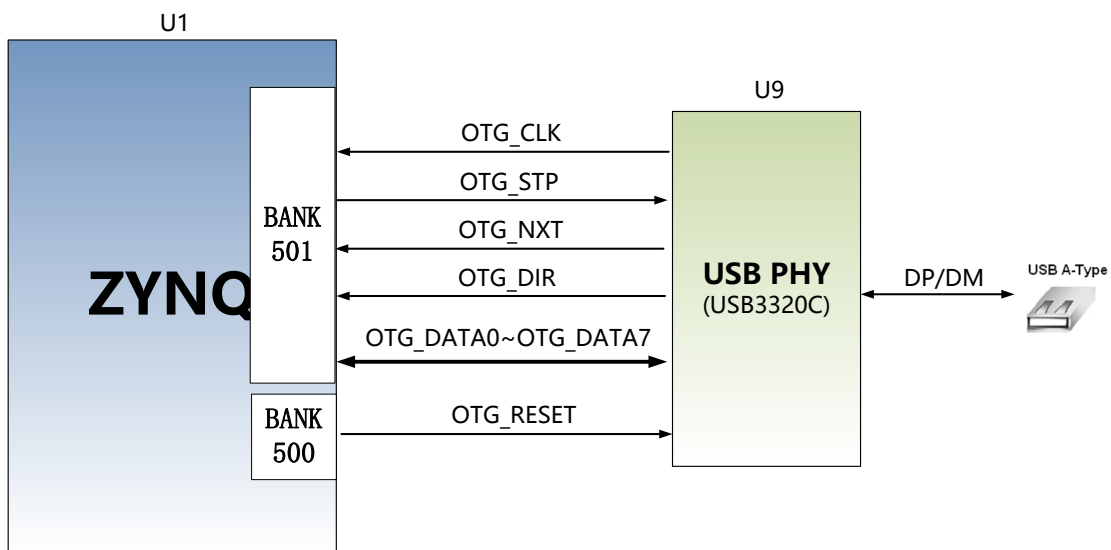 U1
U9
OTG_CLK
OTG_STP
BANK
501
OTG_NXT
ZYNQ
OTG_DIR
USB PHY
(USB3320C)
DP/DM
USB A-Type
OTG_DATA0~OTG_DATA7
BANK
500
OTG_RESET